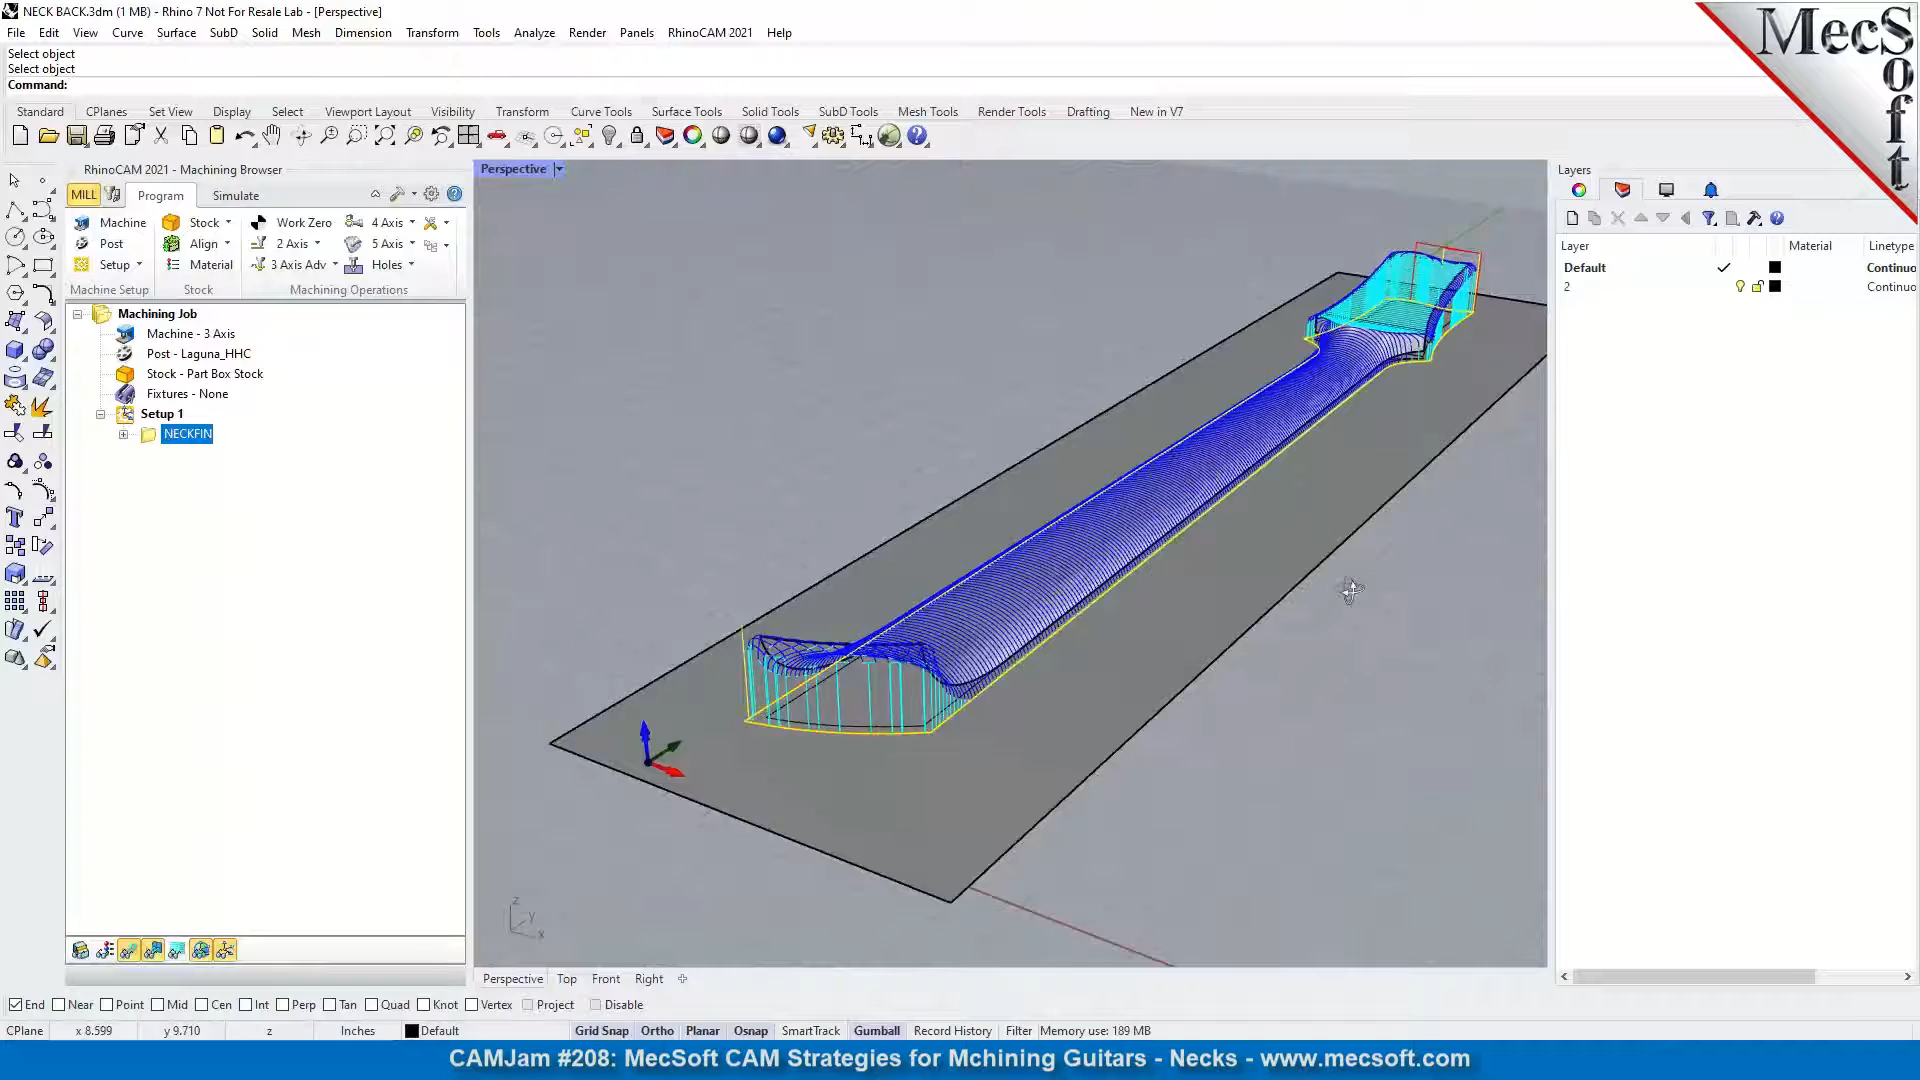 NECK BACK.3dm (1 MB) - Rhino 7 Not For Resale Lab - [Perspective]
File Edit View Curve Surface SubD Solid Mesh Dimension Transform Tools Analyze Render Panels RhinoCAM 2021 Help
Select object
Select object
Command:
Standard CPlanes Set View Display Select Viewport Layout Visibility Transform Curve Tools Surface Tools Solid Tools SubD Tools Mesh Tools Render Tools Drafting New in V7
MecSoft
RhinoCAM 2021 - Machining Browser
MILL Program Simulate
Machine Stock Work Zero 4 Axis
Post Align 2 Axis 5 Axis
Setup Material 3 Axis Adv Holes
Machine Setup Stock Machining Operations
Machining Job
Machine - 3 Axis
Post - Laguna_HHC
Stock - Part Box Stock
Fixtures - None
Setup 1
NECKFIN
Perspective
z
y
x
Layers
Layer Material Linetype
Default Continuo
2 Continuo
Perspective Top Front Right
End Near Point Mid Cen Int Perp Tan Quad Knot Vertex Project Disable
CPlane x 8.599 y 9.710 z Inches Default Grid Snap Ortho Planar Osnap SmartTrack Gumball Record History Filter Memory use: 189 MB
CAMJam #208: MecSoft CAM Strategies for Mchining Guitars - Necks - www.mecsoft.com